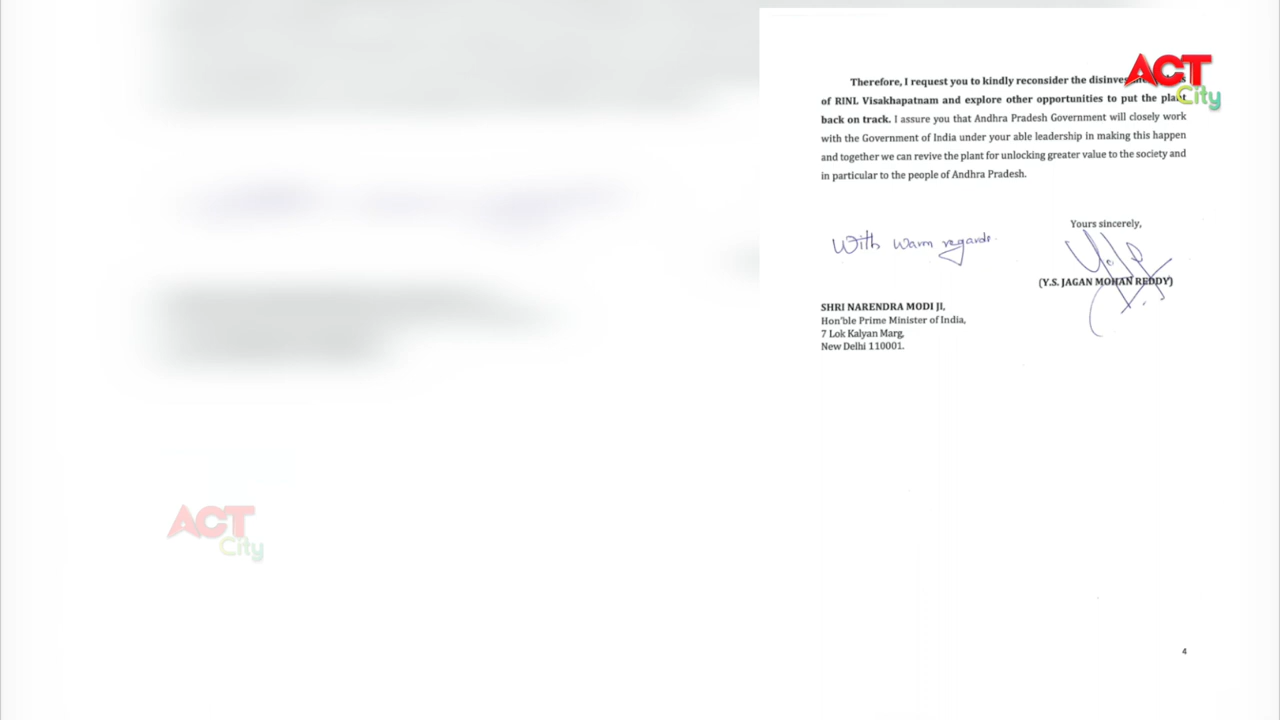 ACT
City
Therefore, I request you to kindly reconsider the
of RINL Visakhapatnam and explore other opportunities to put the plant
back on track. I assure you that Andhra Pradesh Government will closely work
with the Government of India under your able leadership in making this happen
and together we can revive the plant for unlocking greater value to the society and
in particular to the people of Andhra Pradesh.
Yours sincerely,
With warm regards.
(Y.S. JAGAN MOHAN REDDY)
SHRI NARENDRA MODI JI,
Hon'ble Prime Minister of India,
7 Lok Kalyan Marg,
New Delhi 110001.
ACT
City
4